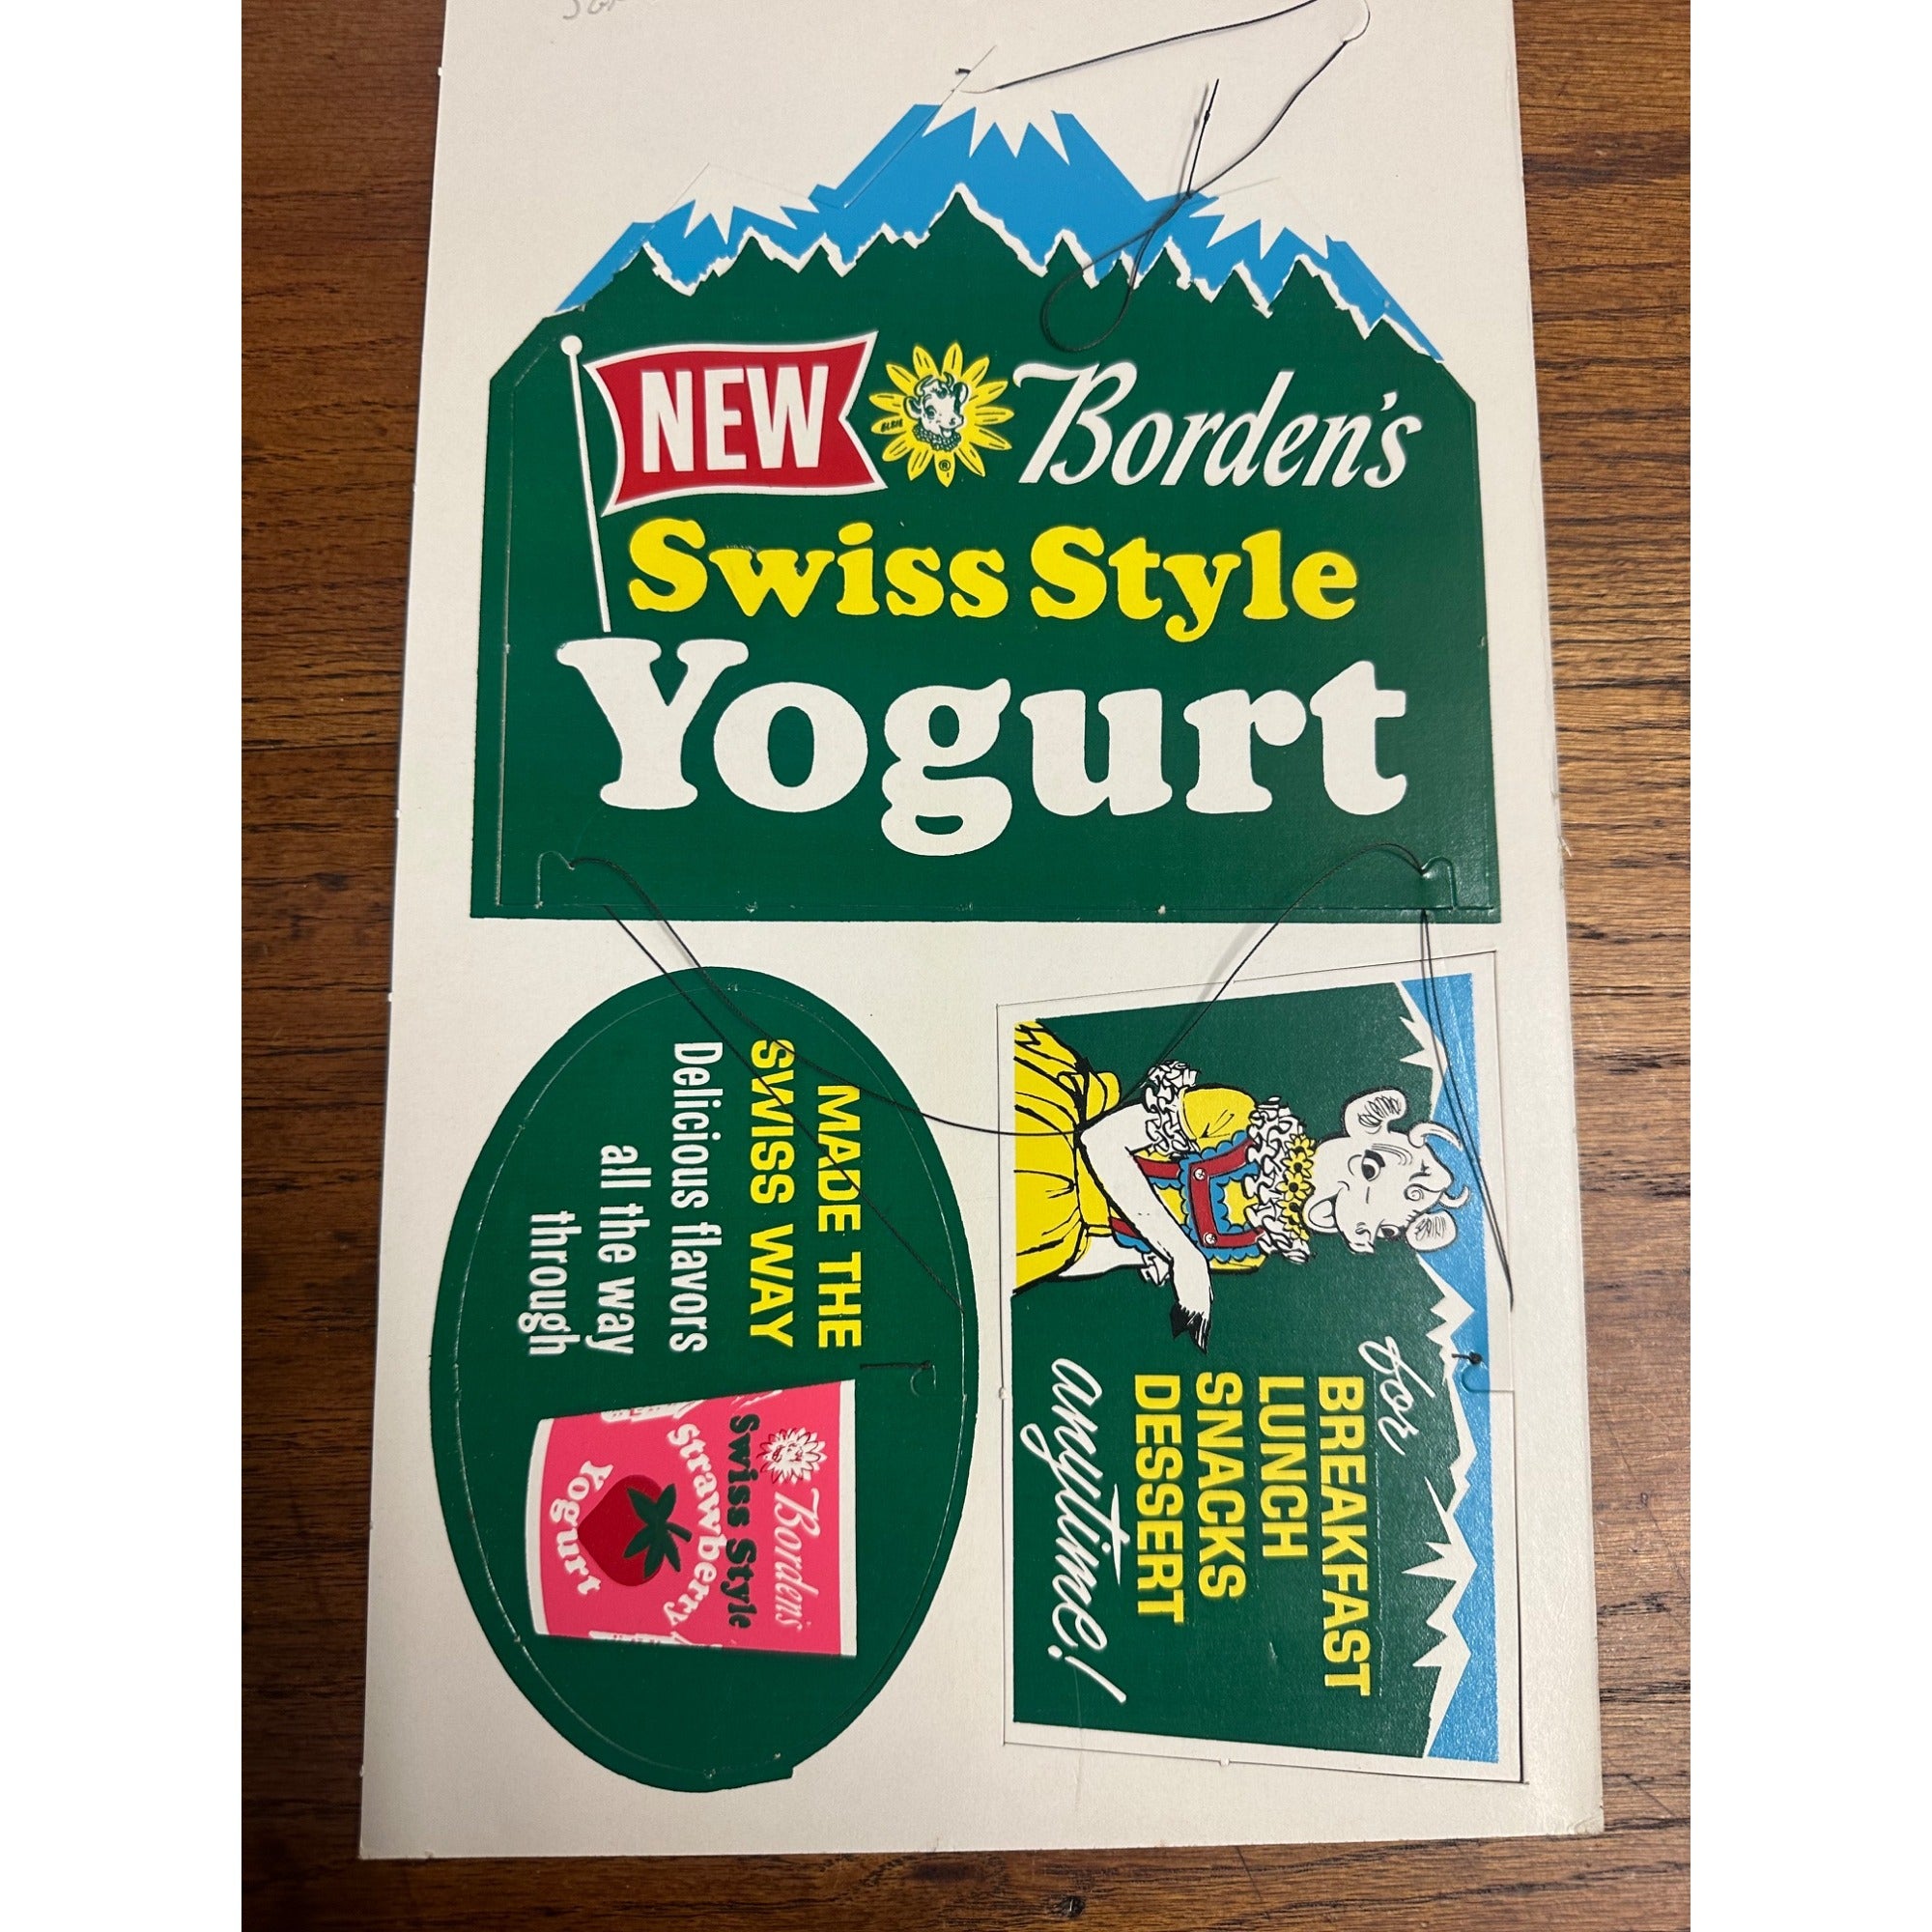 NEW Borden's
ELSIE
®
Swiss Style
Yogurt
MADE THE
SWISS WAY
Delicious flavors
all the way
through
Borden's
Swiss Style
strawberry
Yogurt
for
BREAKFAST
LUNCH
SNACKS
DESSERT
anytime!